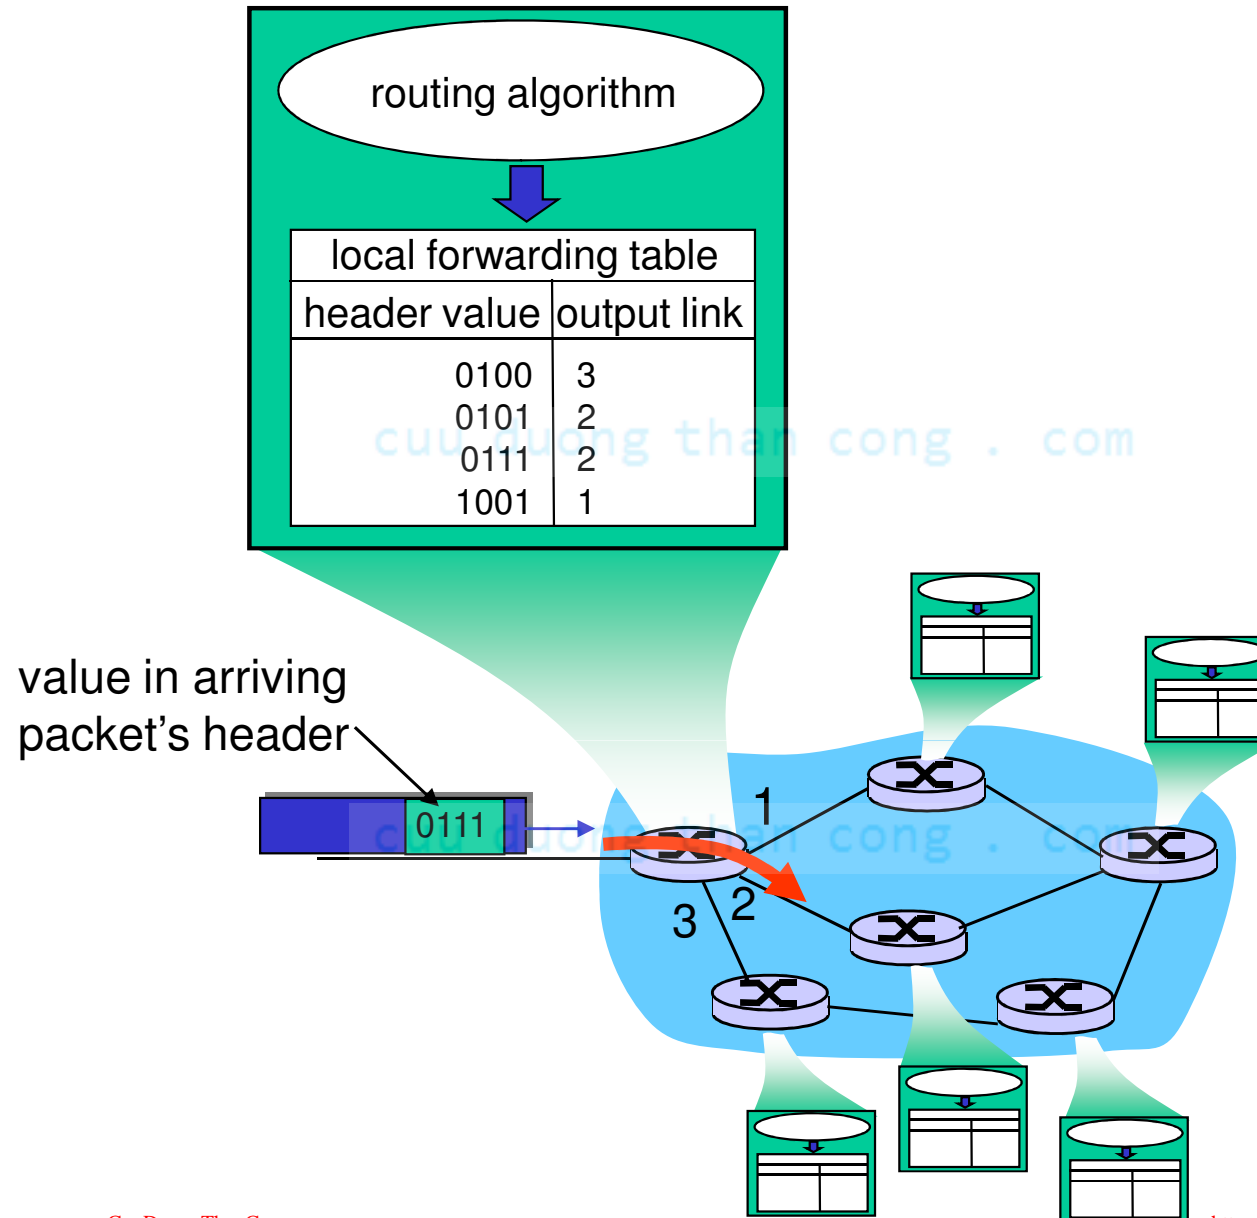 routing algorithm
local forwarding table
header value output link
0100 3
0101 2
0111 2
1001 1
cuu duong than cong . com
value in arriving
packet's header
0111
1
cuu duong than cong . com
2
3